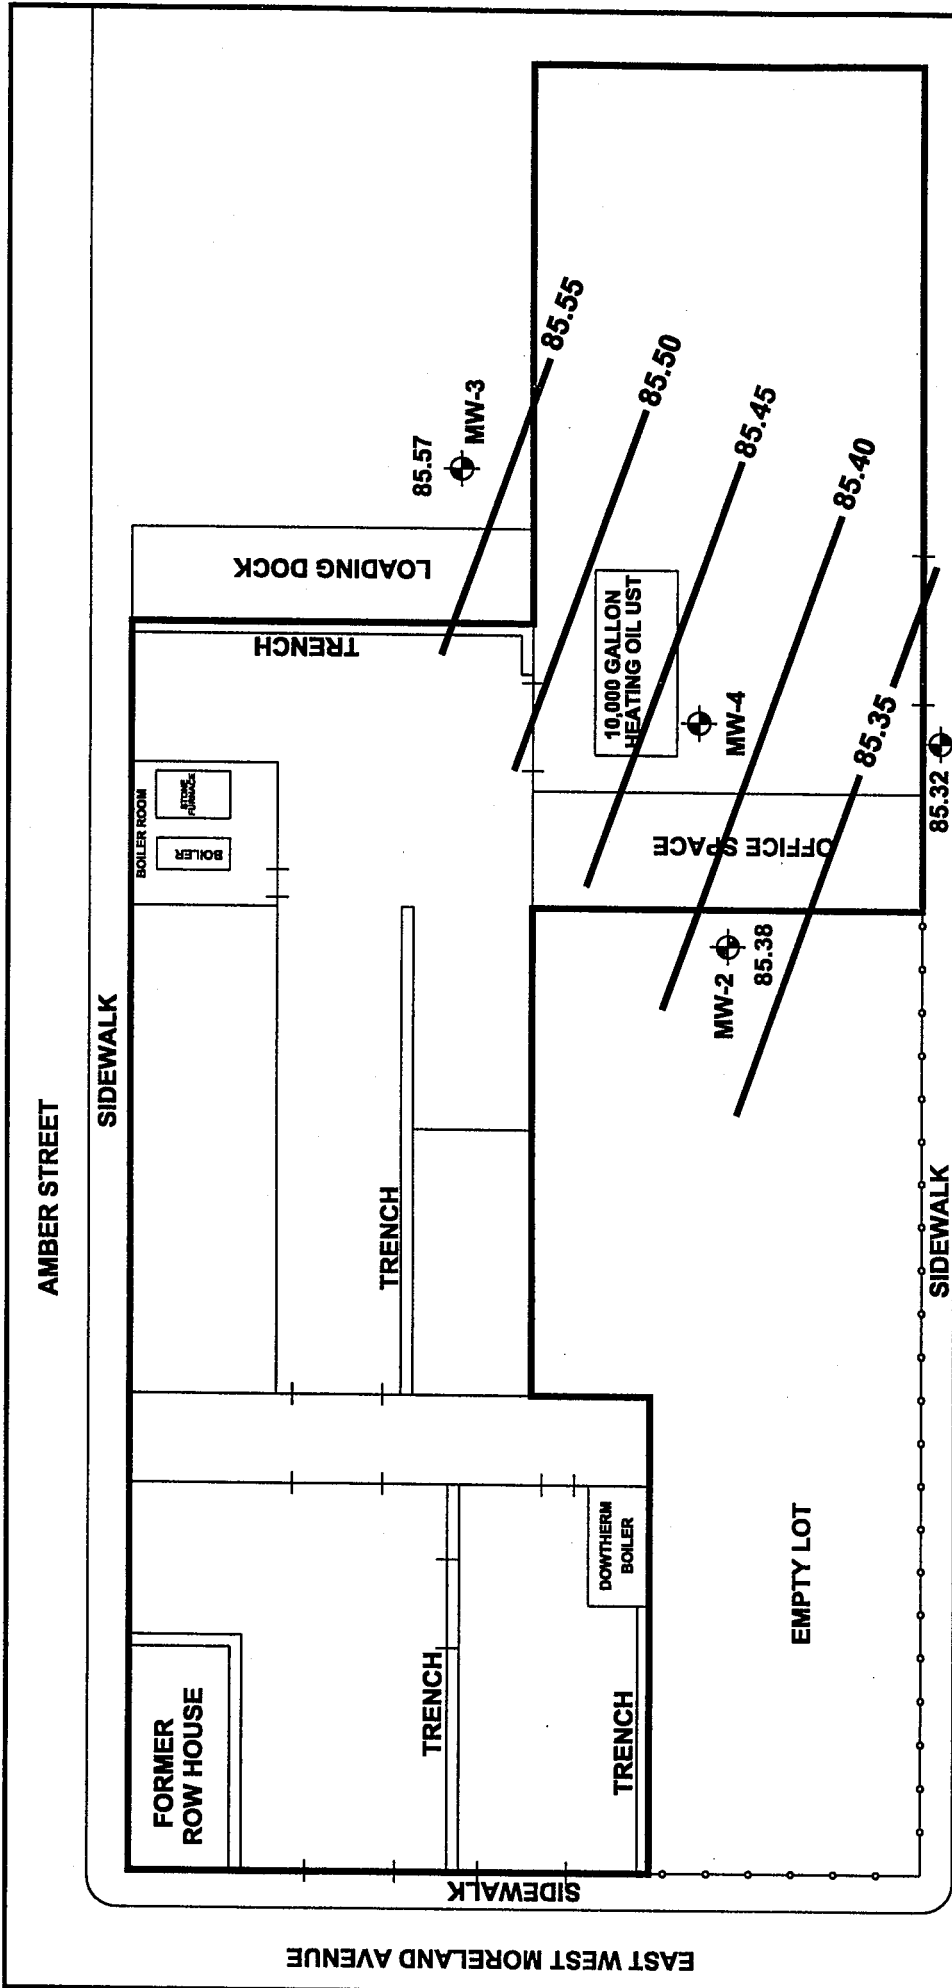 AMBER STREET
SIDEWALK
FORMER
ROW HOUSE
BOILER ROOM
BOILER
STONE
FURNACE
TRENCH
LOADING DOCK
85.57
MW-3
85.55
85.50
85.45
85.40
85.35
10,000 GALLON
HEATING OIL UST
MW-4
OFFICE SPACE
MW-2
85.38
85.32
TRENCH
TRENCH
TRENCH
DOWTHERM
BOILER
EMPTY LOT
SIDEWALK
SIDEWALK
EAST WEST MORELAND AVENUE